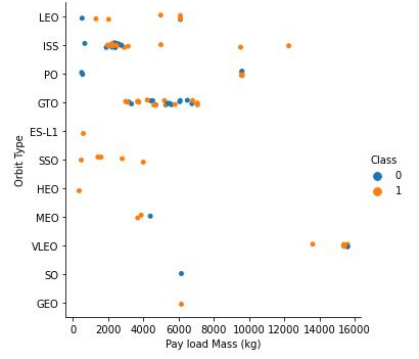 LEO
ISS
PO
GTO
ES-L1
SSO
HEO
MEO
VLEO
SO
GEO
Orbit Type
0 2000 4000 6000 8000 10000 12000 14000 16000
Pay load Mass (kg)
Class
0
1